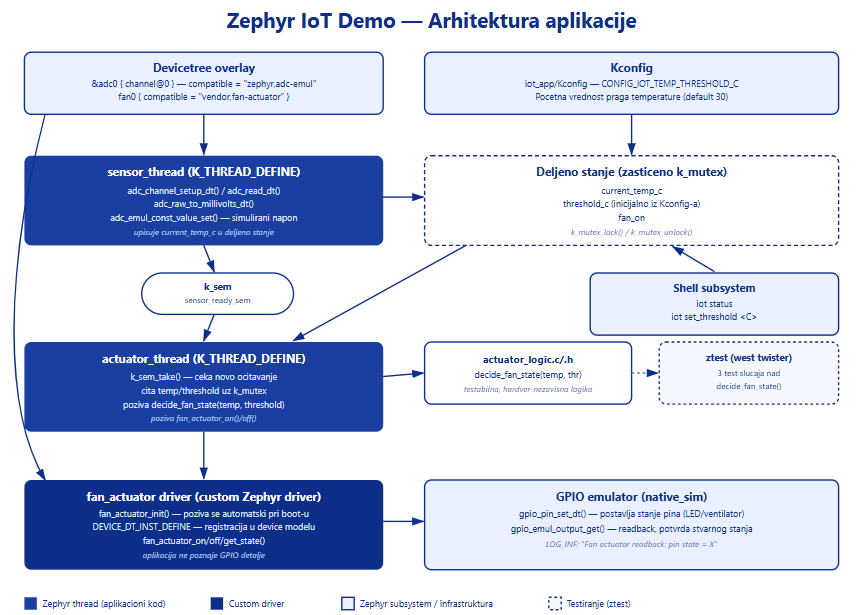 Zephyr IoT Demo — Arhitektura aplikacije
Devicetree overlay
&adc0 { channel@0 } — compatible = "zephyr,adc-emul"
fan0 { compatible = "vendor,fan-actuator" }
Kconfig
iot_app/Kconfig — CONFIG_IOT_TEMP_THRESHOLD_C
Pocetna vrednost praga temperature (default 30)
sensor_thread (K_THREAD_DEFINE)
adc_channel_setup_dt() / adc_read_dt()
adc_raw_to_millivolts_dt()
adc_emul_const_value_set() — simulirani napon
upisuje current_temp_c u deljeno stanje
Deljeno stanje (zasticeno k_mutex)
current_temp_c
threshold_c (inicijalno iz Kconfig-a)
fan_on
k_mutex_lock() / k_mutex_unlock()
k_sem
sensor_ready_sem
Shell subsystem
iot status
iot set_threshold <C>
actuator_thread (K_THREAD_DEFINE)
k_sem_take() — ceka novo ocitavanje
cita temp/threshold uz k_mutex
poziva decide_fan_state(temp, threshold)
poziva fan_actuator_on()/off()
actuator_logic.c/.h
decide_fan_state(temp, thr)
testabilna, hardver-nezavisna logika
ztest (west twister)
3 test slucaja nad
decide_fan_state()
fan_actuator driver (custom Zephyr driver)
fan_actuator_init() — poziva se automatski pri boot-u
DEVICE_DT_INST_DEFINE — registracija u device modelu
fan_actuator_on/off/get_state()
aplikacija ne poznaje GPIO detalje
GPIO emulator (native_sim)
gpio_pin_set_dt() — postavlja stanje pina (LED/ventilator)
gpio_emul_output_get() — readback, potvrda stvarnog stanja
LOG_INF: "Fan actuator readback: pin state = X"
Zephyr thread (aplikacioni kod)
Custom driver
Zephyr subsystem / infrastruktura
Testiranje (ztest)